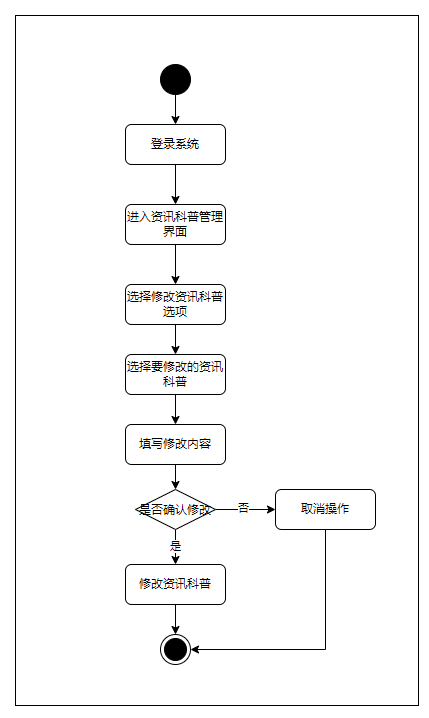 登录系统
进入资讯科普管理
界面
选择修改资讯科普
选项
选择要修改的资讯
科普
填写修改内容
是否确认修改
否
取消操作
是
修改资讯科普